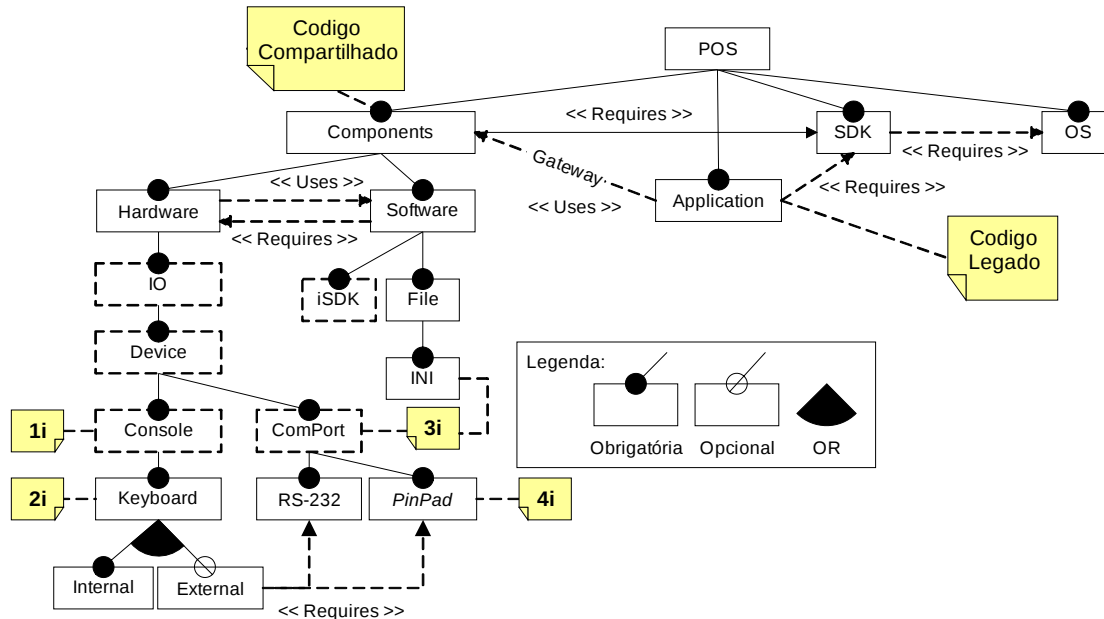 Codigo
Compartilhado
POS
Components
<< Requires >>
SDK
<< Requires >>
OS
Gateway
<< Uses >>
Application
<< Requires >>
Hardware
<< Uses >>
<< Requires >>
Software
Codigo
Legado
IO
iSDK
File
Device
INI
1i
Console
ComPort
3i
2i
Keyboard
RS-232
PinPad
4i
Internal
External
<< Requires >>
Legenda:
Obrigatória
Opcional
OR